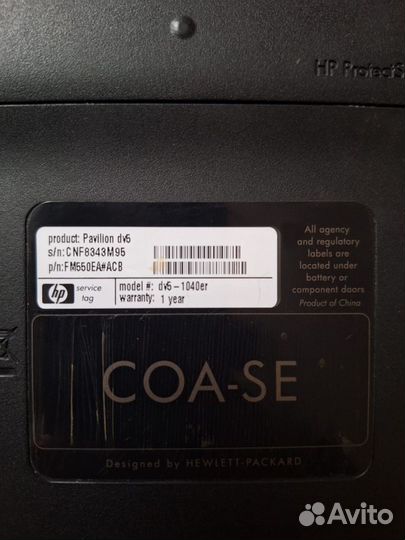 HP ProtectS
product: Pavilion dv5
s/n: CNF8343M95
p/n: FM650EA#ACB
hp
service
tag
model #: dv5-1040er
warranty: 1 year
All agency
and regulatory
labels are
located under
battery or
component doors
Product of China
COA-SE
Designed by HEWLETT-PACKARD
Avito